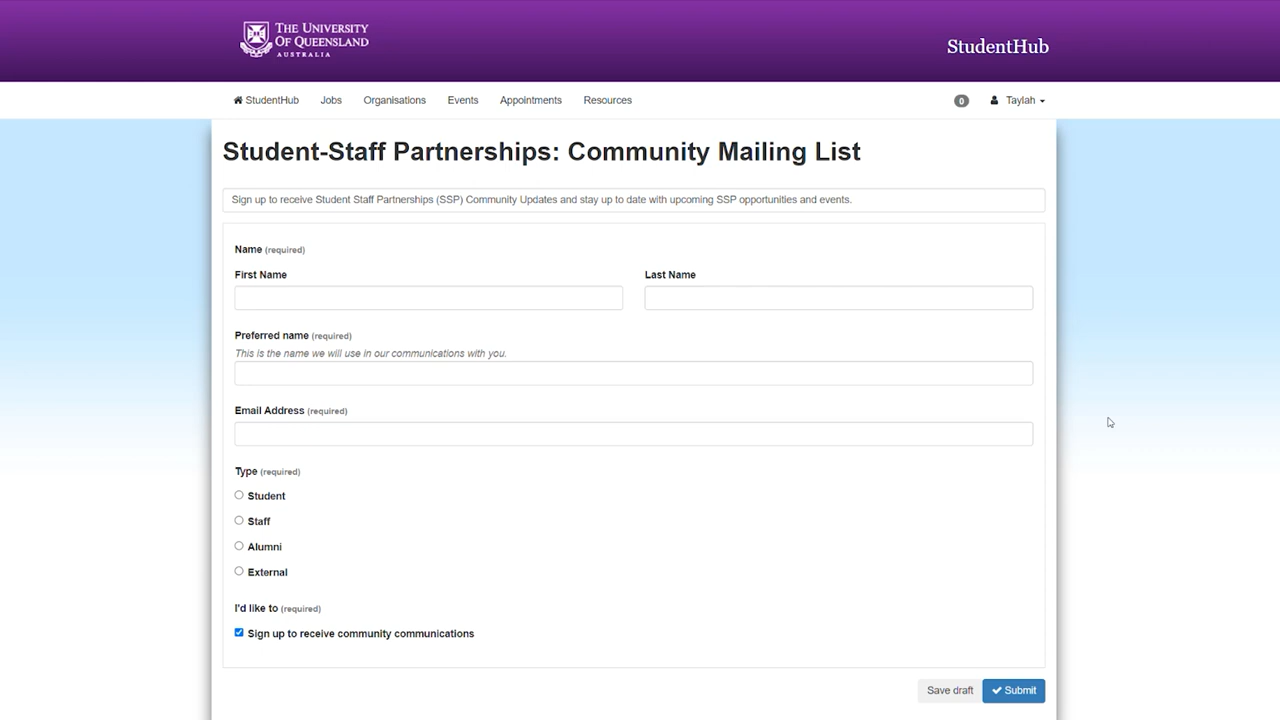 THE UNIVERSITY
OF QUEENSLAND
AUSTRALIA
StudentHub
StudentHub Jobs Organisations Events Appointments Resources 0 Taylah
Student-Staff Partnerships: Community Mailing List
Sign up to receive Student Staff Partnerships (SSP) Community Updates and stay up to date with upcoming SSP opportunities and events.
Name (required)
First Name Last Name
Preferred name (required)
This is the name we will use in our communications with you.
Email Address (required)
Type (required)
Student
Staff
Alumni
External
I'd like to (required)
Sign up to receive community communications
Save draft Submit